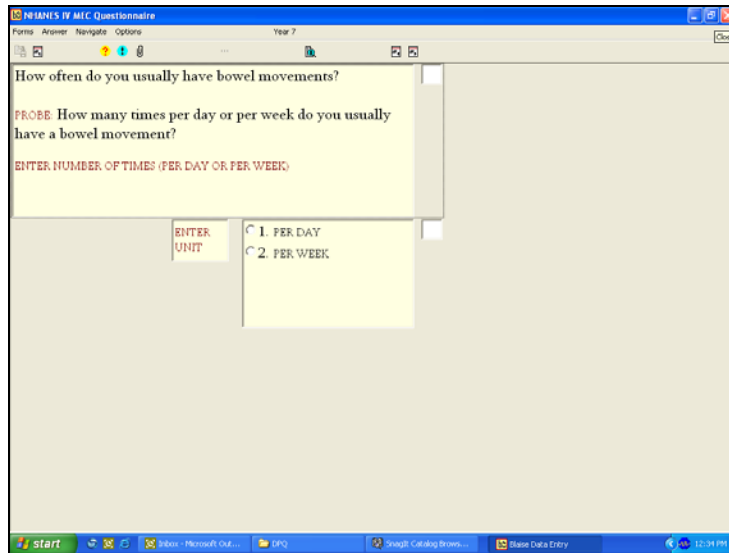 NHANES IV MEC Questionnaire
Forms Answer Navigate Options Year 7
Clos
How often do you usually have bowel movements?
PROBE: How many times per day or per week do you usually
have a bowel movement?
ENTER NUMBER OF TIMES (PER DAY OR PER WEEK)
ENTER
UNIT
1. PER DAY
2. PER WEEK
start Inbox - Microsoft Out... DPQ SnagIt Catalog Brows... Blaise Data Entry 12:34 PM